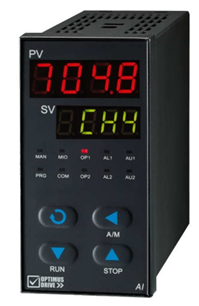 PV
704.8
SV
CH4
MAN MIO OP1 AL1 AU1
PRG COM OP2 AL2 AU2
A/M
RUN STOP
OPTIMUS
DRIVE >>
AI